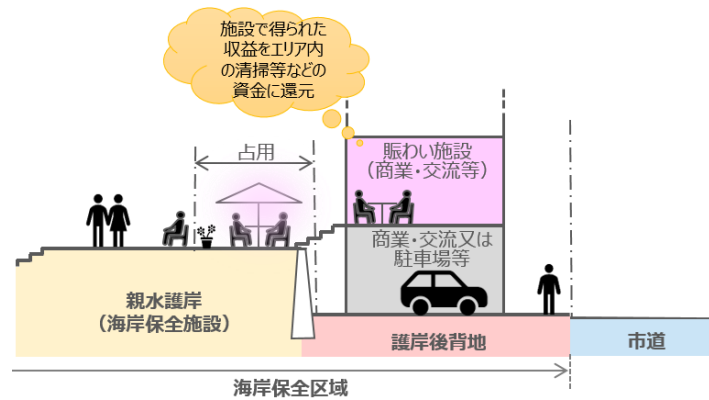 施設で得られた
収益をエリア内
の清掃等などの
資金に還元
占用
賑わい施設
（商業・交流等）
商業・交流又は
駐車場等
親水護岸
（海岸保全施設）
護岸後背地
市道
海岸保全区域